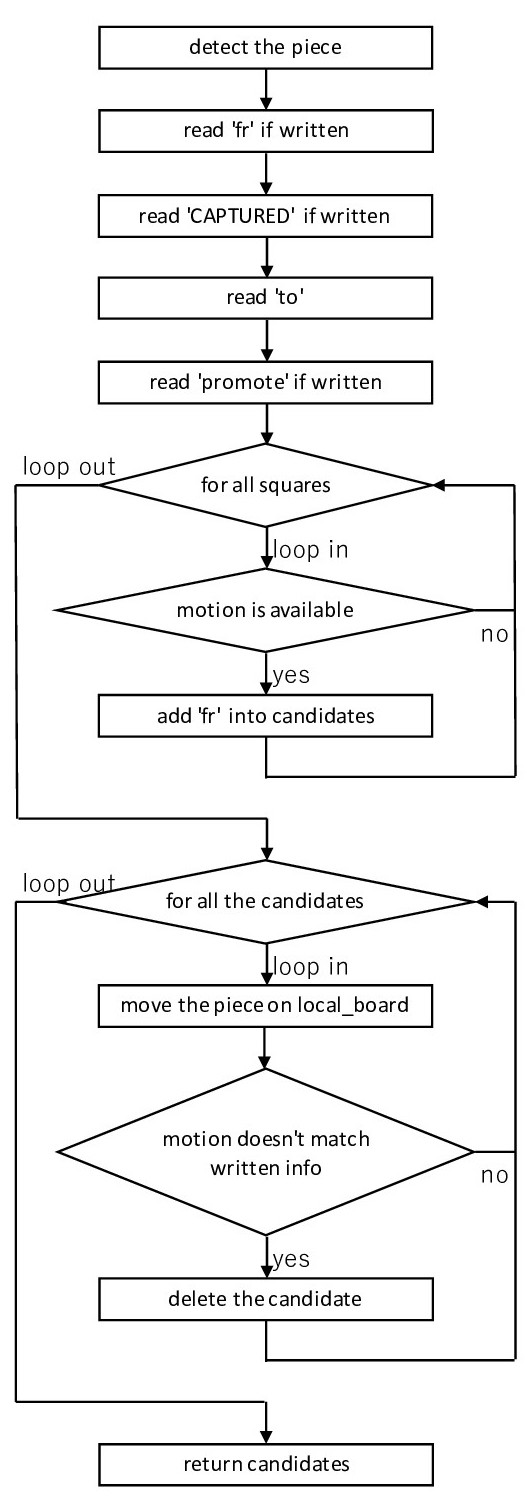 detect the piece
read 'fr' if written
read 'CAPTURED' if written
read 'to'
read 'promote' if written
loop out
for all squares
loop in
motion is available
no
yes
add 'fr' into candidates
loop out
for all the candidates
loop in
move the piece on local_board
motion doesn't match
written info
no
yes
delete the candidate
return candidates